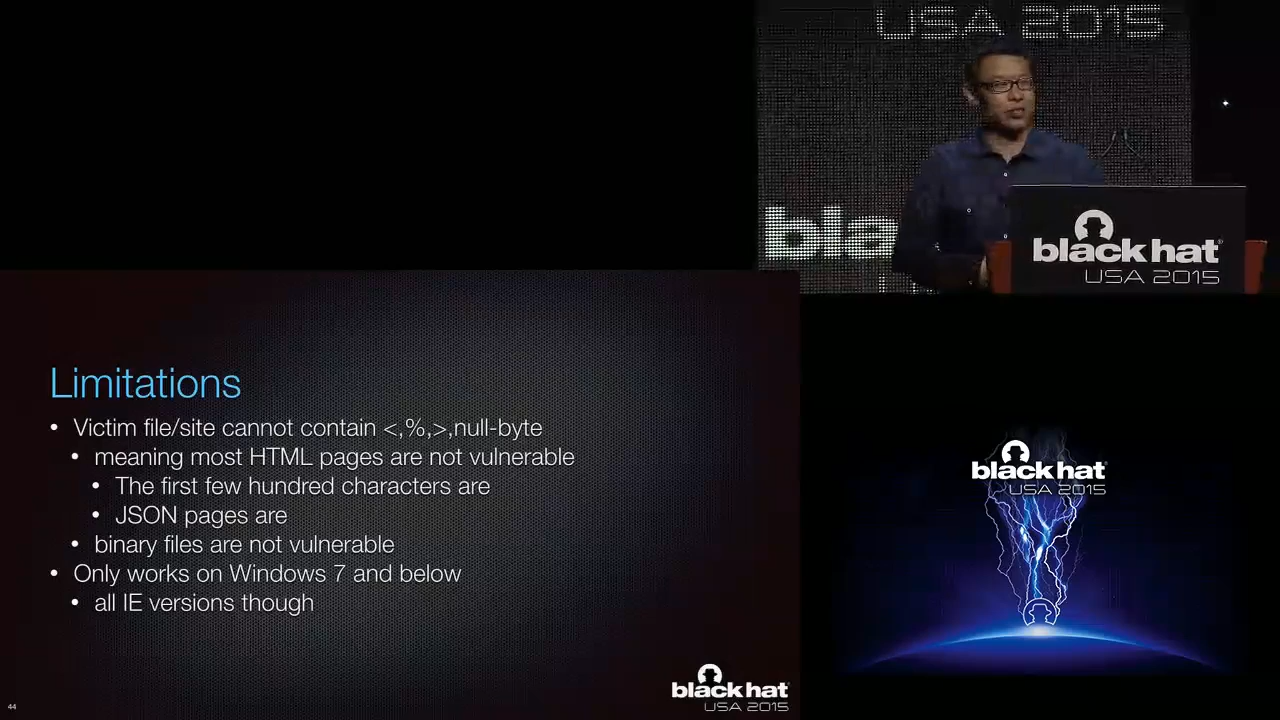 USA 2015
bla
black hat
USA 2015
Limitations
• Victim file/site cannot contain <,%,>,null-byte
• meaning most HTML pages are not vulnerable
• The first few hundred characters are
• JSON pages are
• binary files are not vulnerable
• Only works on Windows 7 and below
• all IE versions though
black hat
USA 2015
black hat
USA 2015
44